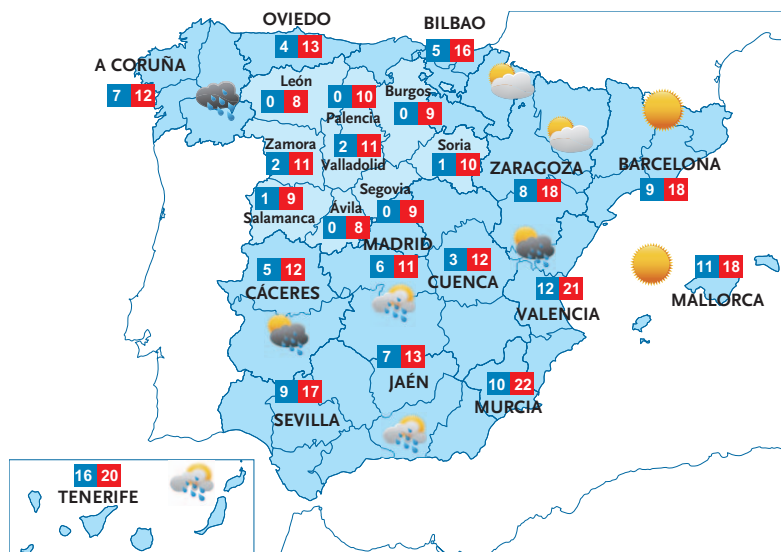 OVIEDO
4 13
BILBAO
5 16
A CORUÑA
7 12
León
0 8
0 10
Palencia
Burgos
0 9
Zamora
2 11
2 11
Valladolid
Soria
1 10
ZARAGOZA
8 18
BARCELONA
9 18
1 9
Salamanca
Ávila
0 8
Segovia
0 9
MADRID
6 11
3 12
CUENCA
5 12
CÁCERES
12 21
VALENCIA
11 18
MALLORCA
7 13
JAÉN
10 22
MURCIA
9 17
SEVILLA
16 20
TENERIFE